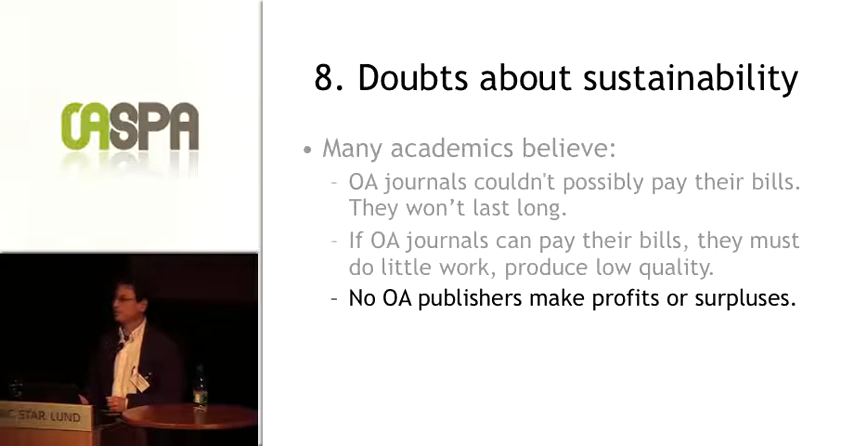 OASPA
8. Doubts about sustainability
• Many academics believe:
- OA journals couldn't possibly pay their bills.
They won’t last long.
- If OA journals can pay their bills, they must
do little work, produce low quality.
- No OA publishers make profits or surpluses.
STAR LUND